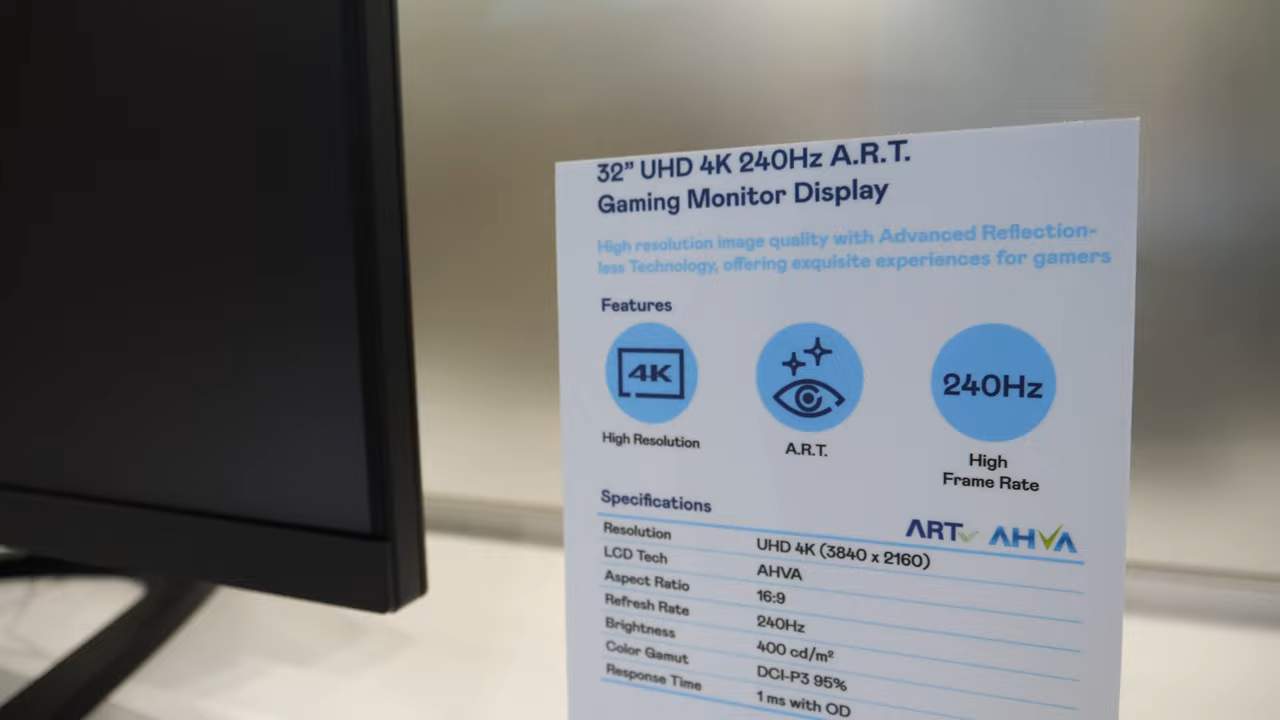 32” UHD 4K 240Hz A.R.T.
Gaming Monitor Display
High resolution image quality with Advanced Reflection-
less Technology, offering exquisite experiences for gamers
Features
4K
240Hz
High Resolution
A.R.T.
High
Frame Rate
Specifications
ART AHVA
Resolution UHD 4K (3840 x 2160)
LCD Tech AHVA
Aspect Ratio 16:9
Refresh Rate 240Hz
Brightness 400 cd/m²
Color Gamut DCI-P3 95%
Response Time 1 ms with OD